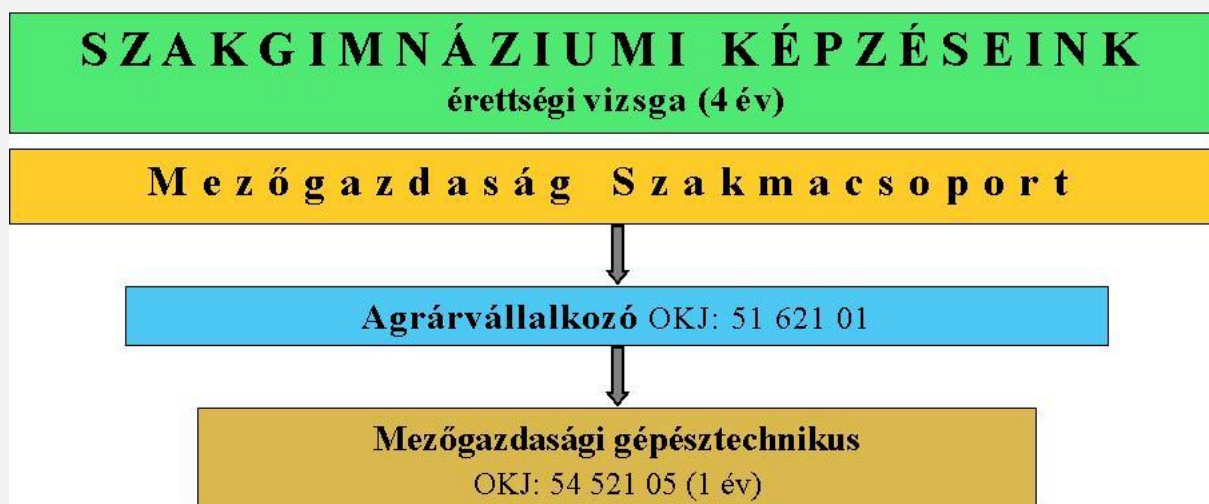 SZAKGIMNÁZIUMI KÉPZÉSEINK
érettségi vizsga (4 év)
Mezőgazdaság Szakmacsoport
Agrárvállalkozó OKJ: 51 621 01
Mezőgazdasági gépésztechnikus
OKJ: 54 521 05 (1 év)